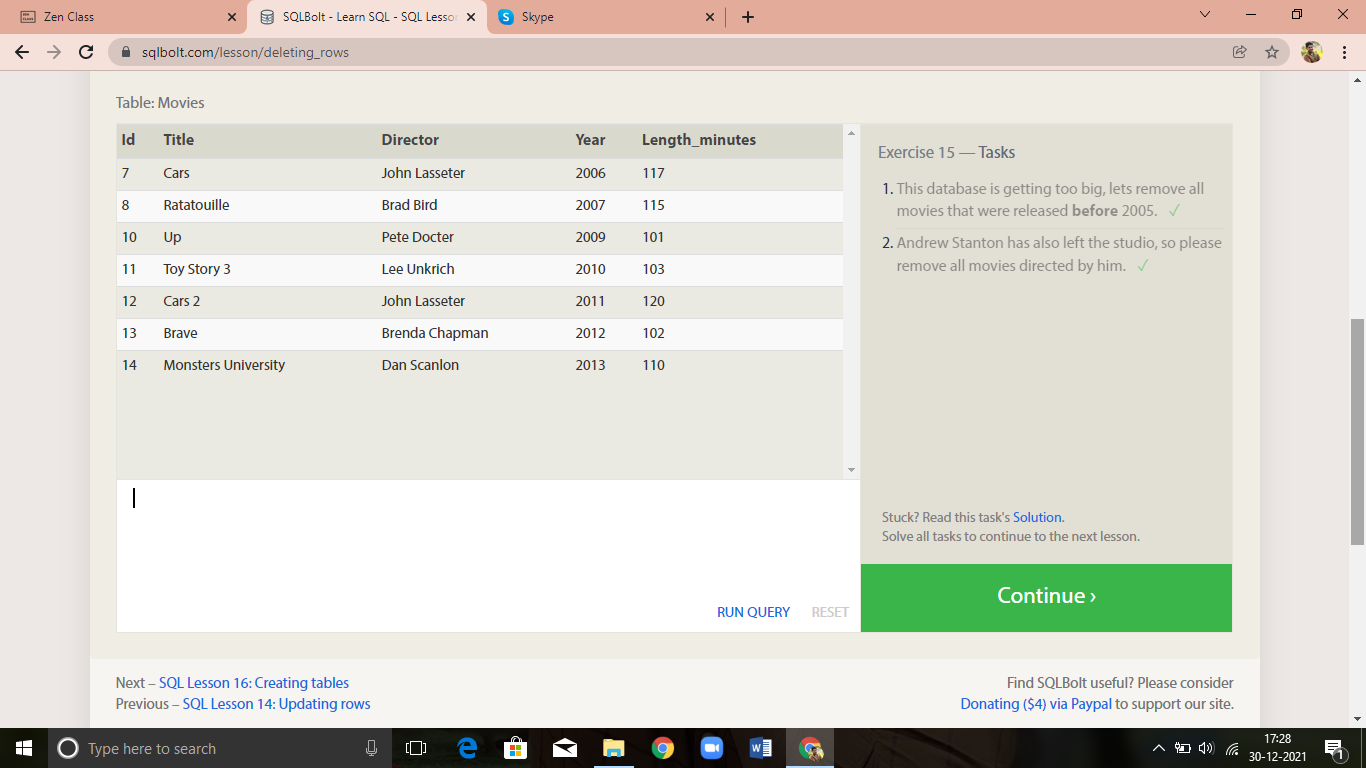 Zen Class
SQLBolt - Learn SQL - SQL Lesson
Skype
sqlbolt.com/lesson/deleting_rows
Table: Movies
Id Title Director Year Length_minutes
7 Cars John Lasseter 2006 117
8 Ratatouille Brad Bird 2007 115
10 Up Pete Docter 2009 101
11 Toy Story 3 Lee Unkrich 2010 103
12 Cars 2 John Lasseter 2011 120
13 Brave Brenda Chapman 2012 102
14 Monsters University Dan Scanlon 2013 110
RUN QUERY RESET
Exercise 15 — Tasks
1. This database is getting too big, lets remove all
movies that were released before 2005. ✓
2. Andrew Stanton has also left the studio, so please
remove all movies directed by him. ✓
Stuck? Read this task's Solution.
Solve all tasks to continue to the next lesson.
Continue ›
Next – SQL Lesson 16: Creating tables
Previous – SQL Lesson 14: Updating rows
Find SQLBolt useful? Please consider
Donating ($4) via Paypal to support our site.
Type here to search
17:28
30-12-2021
1